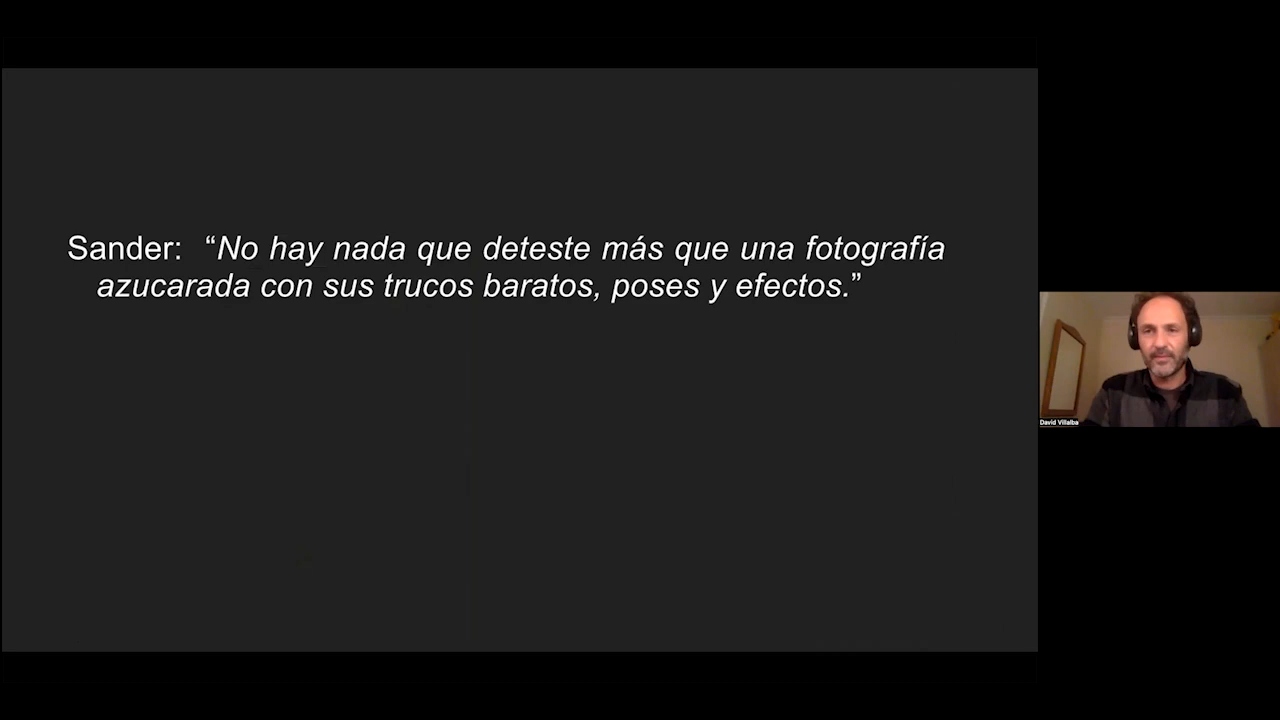 Sander: “No hay nada que deteste más que una fotografía
azucarada con sus trucos baratos, poses y efectos.”
David Villalba